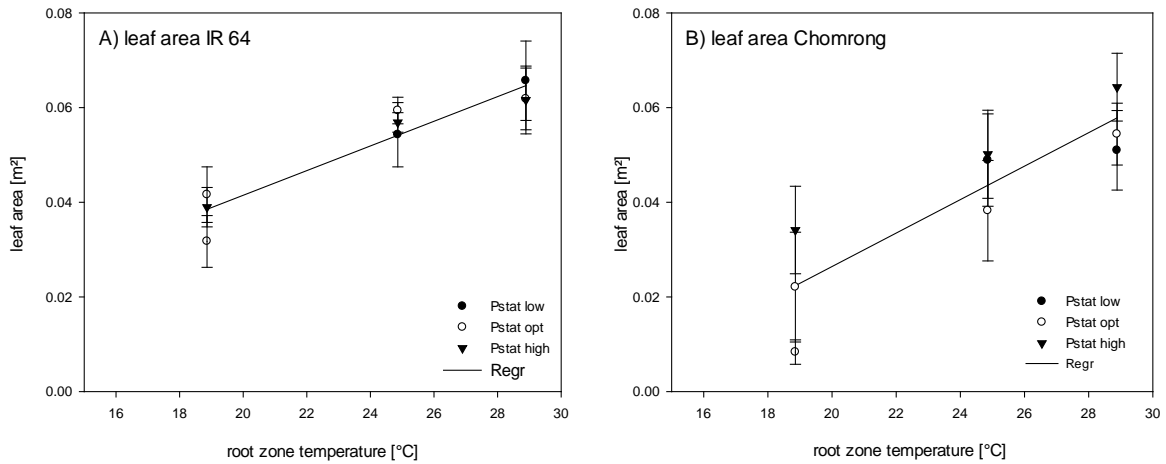 A) leaf area IR 64
0.08
0.06
0.04
0.02
0.00
leaf area [m²]
Pstat low
Pstat opt
Pstat high
Regr
16 18 20 22 24 26 28 30
root zone temperature [°C]
B) leaf area Chomrong
0.08
0.06
0.04
0.02
0.00
leaf area [m²]
Pstat low
Pstat opt
Pstat high
Regr
16 18 20 22 24 26 28 30
root zone temperature [°C]